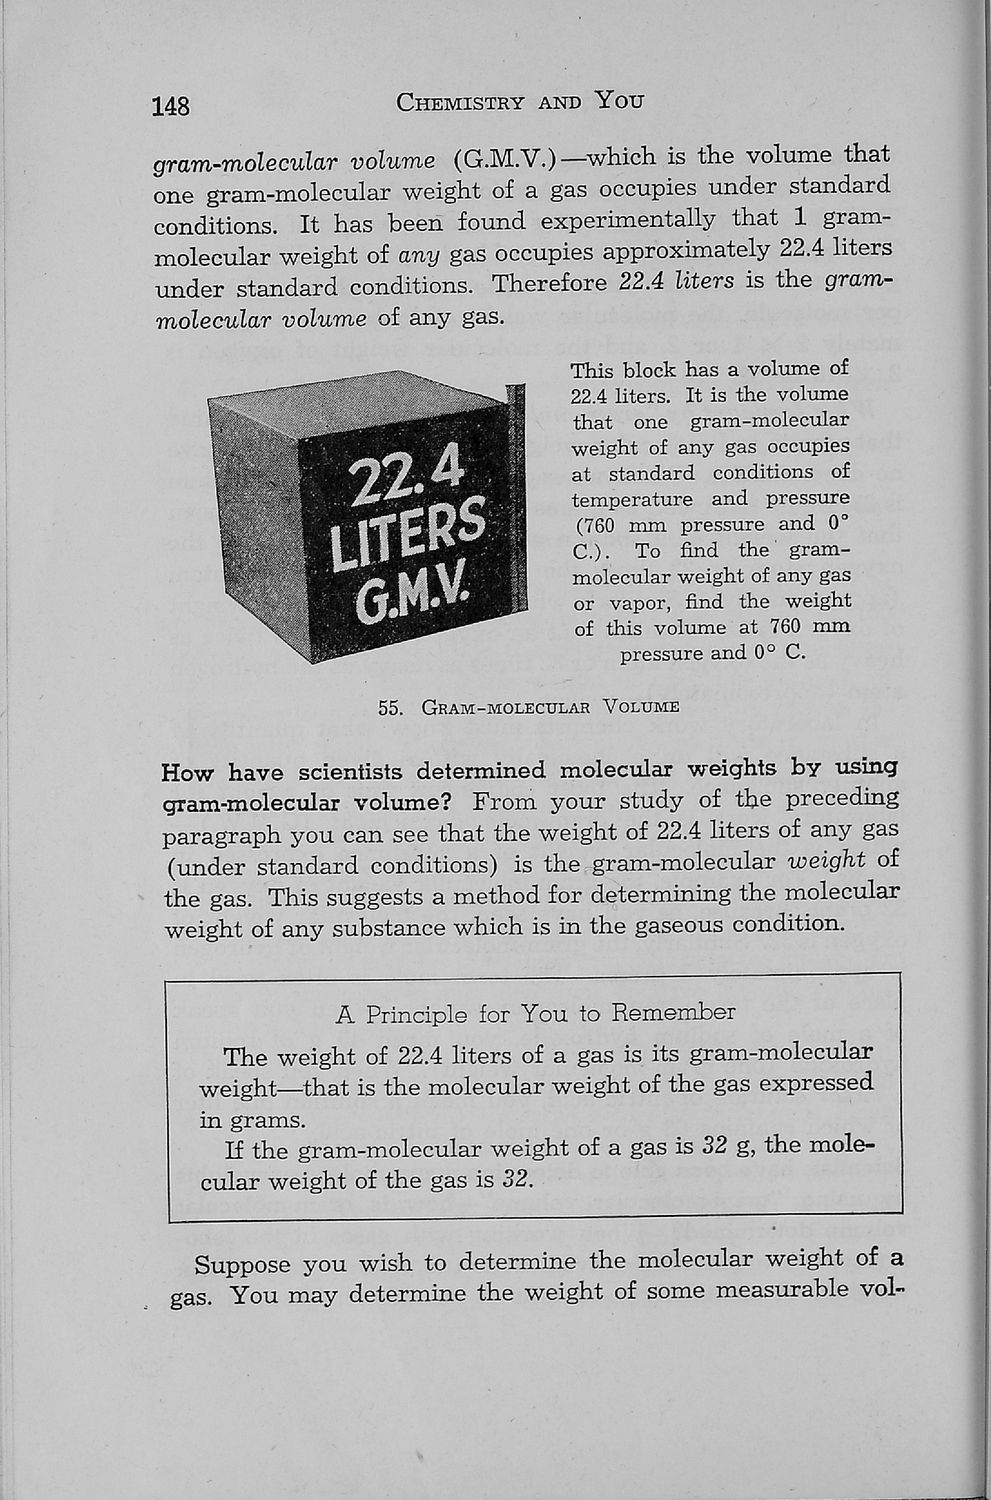 148
Chemistry and You
gram-molecular volume (G.M.V.)—which is the volume that
one gram-molecular weight of a gas occupies under standard
conditions. It has been found experimentally that 1 gram-
molecular weight of any gas occupies approximately 22.4 liters
under standard conditions. Therefore 22.4 liters is the gram-
molecular volume of any gas.
22.4
LITERS
G.M.V.
This block has a volume of
22.4 liters. It is the volume
that one gram-molecular
weight of any gas occupies
at standard conditions of
temperature and pressure
(760 mm pressure and 0°
C.). To find the gram-
molecular weight of any gas
or vapor, find the weight
of this volume at 760 mm
pressure and 0° C.
55. Gram-molecular Volume
How have scientists determined molecular weights by using
gram-molecular volume? From your study of the preceding
paragraph you can see that the weight of 22.4 liters of any gas
(under standard conditions) is the gram-molecular weight of
the gas. This suggests a method for determining the molecular
weight of any substance which is in the gaseous condition.
A Principle for You to Remember
The weight of 22.4 liters of a gas is its gram-molecular
weight—that is the molecular weight of the gas expressed
in grams.
If the gram-molecular weight of a gas is 32 g, the mole-
cular weight of the gas is 32.
Suppose you wish to determine the molecular weight of a
gas. You may determine the weight of some measurable vol-